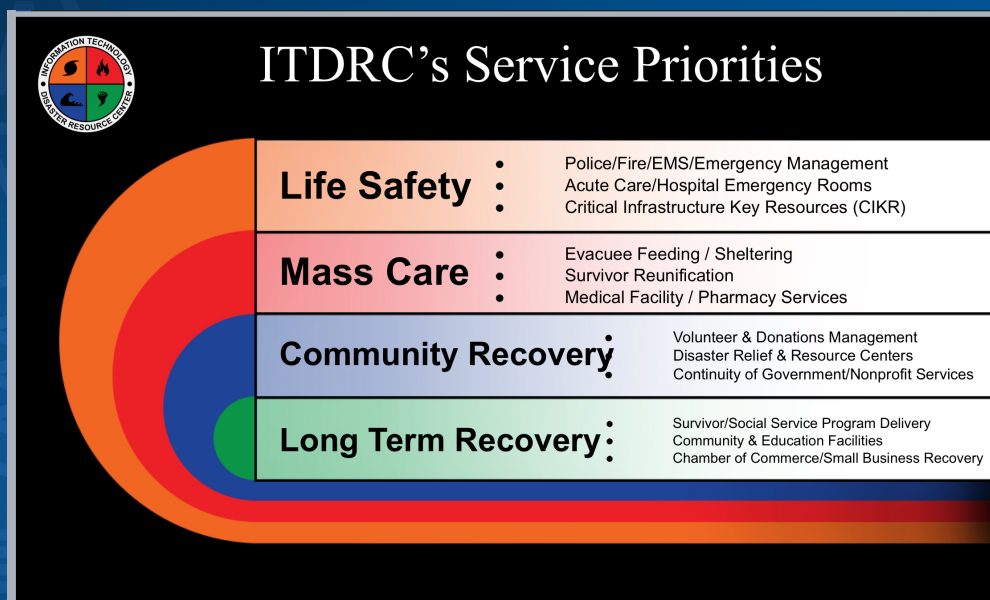 INFORMATION TECHNOLOGY
DISASTER RESOURCE CENTER
ITDRC's Service Priorities
Life Safety
• Police/Fire/EMS/Emergency Management
• Acute Care/Hospital Emergency Rooms
• Critical Infrastructure Key Resources (CIKR)
Mass Care
• Evacuee Feeding / Sheltering
• Survivor Reunification
• Medical Facility / Pharmacy Services
Community Recovery
• Volunteer & Donations Management
• Disaster Relief & Resource Centers
• Continuity of Government/Nonprofit Services
Long Term Recovery
• Survivor/Social Service Program Delivery
• Community & Education Facilities
• Chamber of Commerce/Small Business Recovery